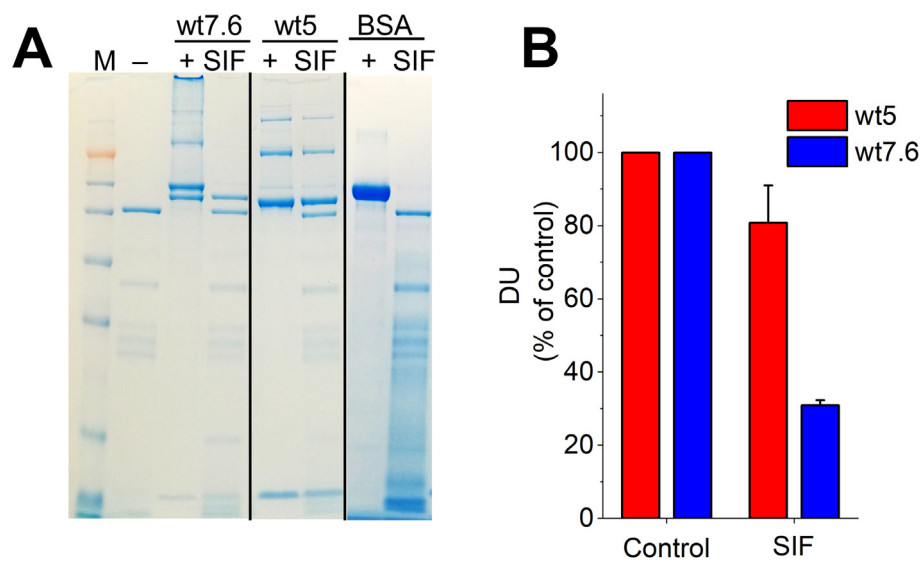 A
wt7.6 wt5 BSA
M – + SIF + SIF + SIF
B
wt5
wt7.6
100
80
60
40
20
0
DU
(% of control)
Control SIF